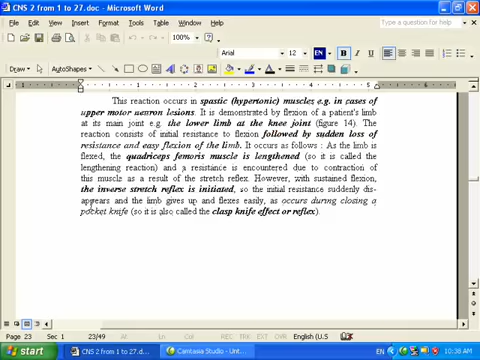 CNS 2 from 1 to 27.doc - Microsoft Word
File Edit View Insert Format Tools Table Window Help
Type a question for help
100%
Arial 12 EN B I U
Draw AutoShapes
This reaction occurs in spastic (hypertonic) muscles e.g. in cases of
upper motor neuron lesions. It is demonstrated by flexion of a patient's limb
at its main joint e.g. the lower limb at the knee joint (figure 14). The
reaction consists of initial resistance to flexion followed by sudden loss of
resistance and easy flexion of the limb. It occurs as follows : As the limb is
flexed, the quadriceps femoris muscle is lengthened (so it is called the
lengthening reaction) and a resistance is encountered due to contraction of
this muscle as a result of the stretch reflex. However, with sustained flexion,
the inverse stretch reflex is initiated, so the initial resistance suddenly dis-
appears and the limb gives up and flexes easily, as occurs during closing a
pocket knife (so it is also called the clasp knife effect or reflex).
Page 23 Sec 1 23/49 At Ln Col REC TRK EXT OVR English (U.S
start CNS 2 from 1 to 27.d... Camtasia Studio - Unt... EN 10:38 AM